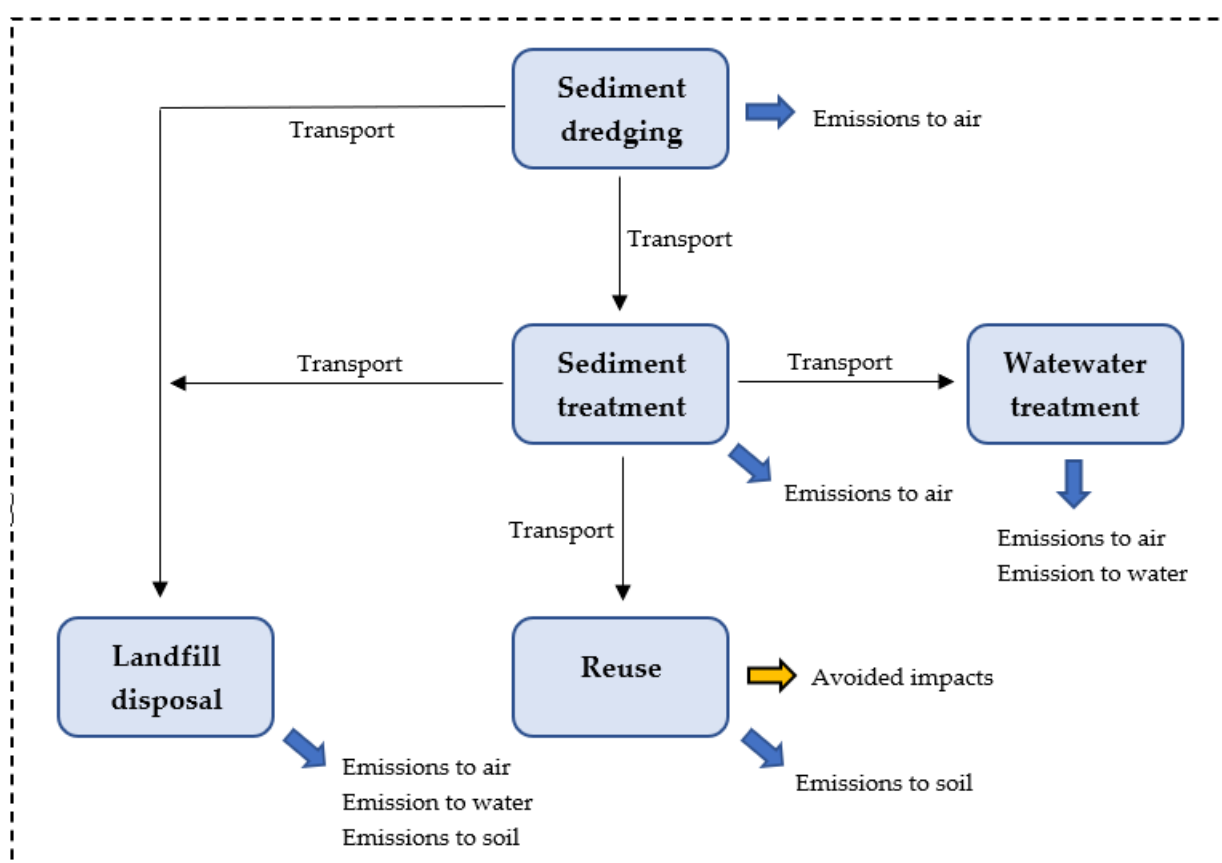 Sediment
dredging
Emissions to air
Transport
Transport
Transport
Sediment
treatment
Transport
Watewater
treatment
Emissions to air
Transport
Emissions to air
Emission to water
Landfill
disposal
Reuse
Avoided impacts
Emissions to air
Emission to water
Emissions to soil
Emissions to soil